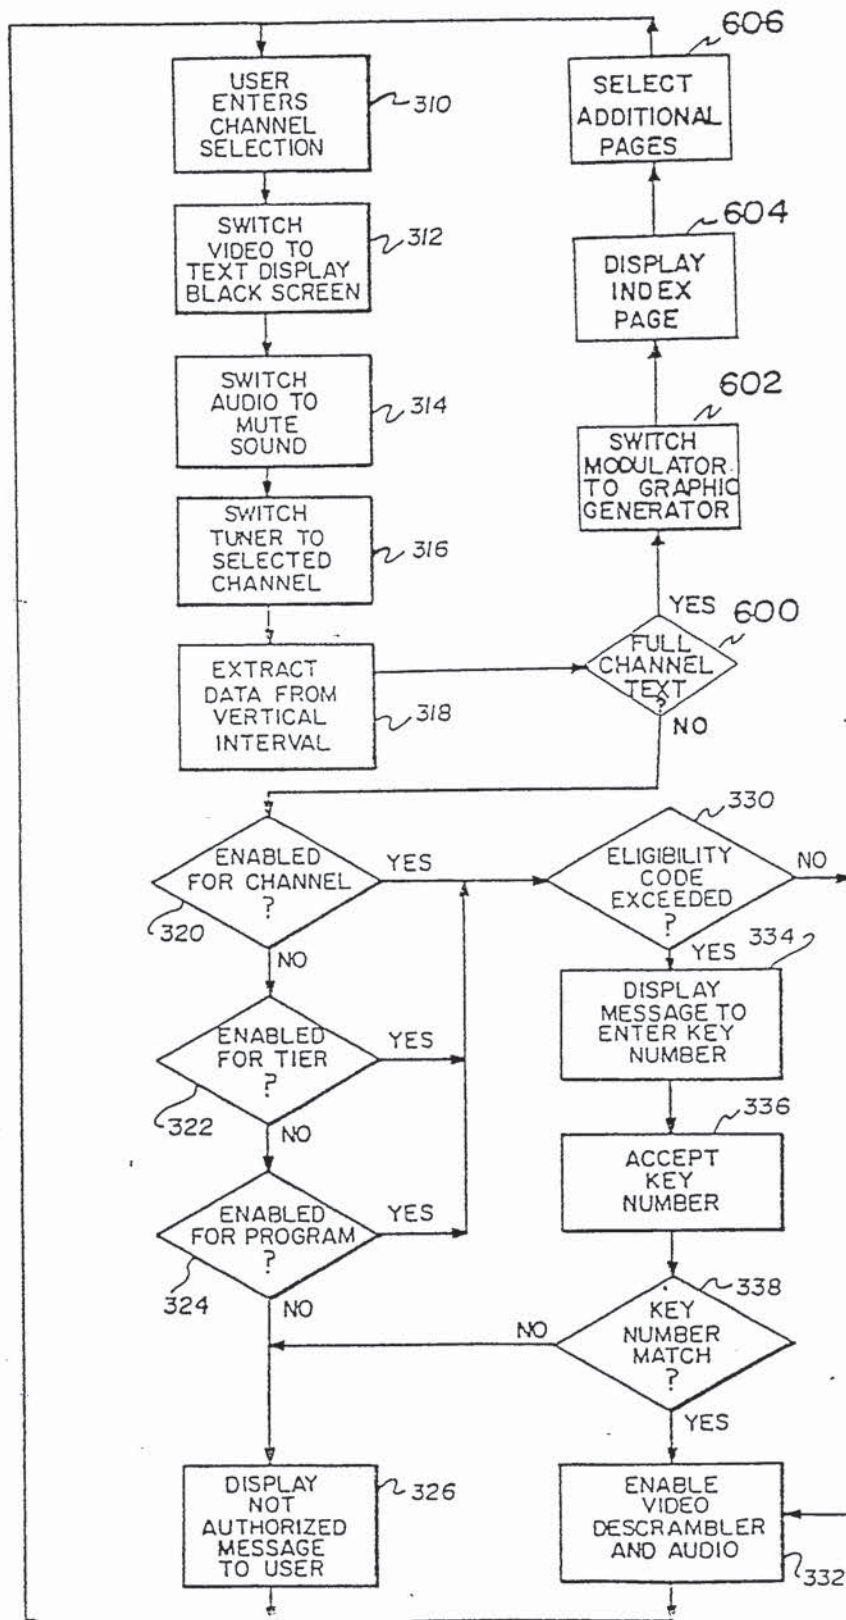 USER
ENTERS
CHANNEL
SELECTION
310
SWITCH
VIDEO TO
TEXT DISPLAY
BLACK SCREEN
312
SWITCH
AUDIO TO
MUTE
SOUND
314
SWITCH
TUNER TO
SELECTED
CHANNEL
316
EXTRACT
DATA FROM
VERTICAL
INTERVAL
318
606
SELECT
ADDITIONAL
PAGES
604
DISPLAY
INDEX
PAGE
602
SWITCH
MODULATOR
TO GRAPHIC
GENERATOR
YES
600
FULL
CHANNEL
TEXT
?
NO
ENABLED
FOR CHANNEL
?
YES
320
NO
ENABLED
FOR TIER
?
YES
322
NO
ENABLED
FOR PROGRAM
?
YES
324
NO
330
ELIGIBILITY
CODE
EXCEEDED
?
NO
YES
334
DISPLAY
MESSAGE TO
ENTER KEY
NUMBER
336
ACCEPT
KEY
NUMBER
338
KEY
NUMBER
MATCH
?
NO
YES
DISPLAY
NOT
AUTHORIZED
MESSAGE
TO USER
326
ENABLE
VIDEO
DESCRAMBLER
AND AUDIO
332